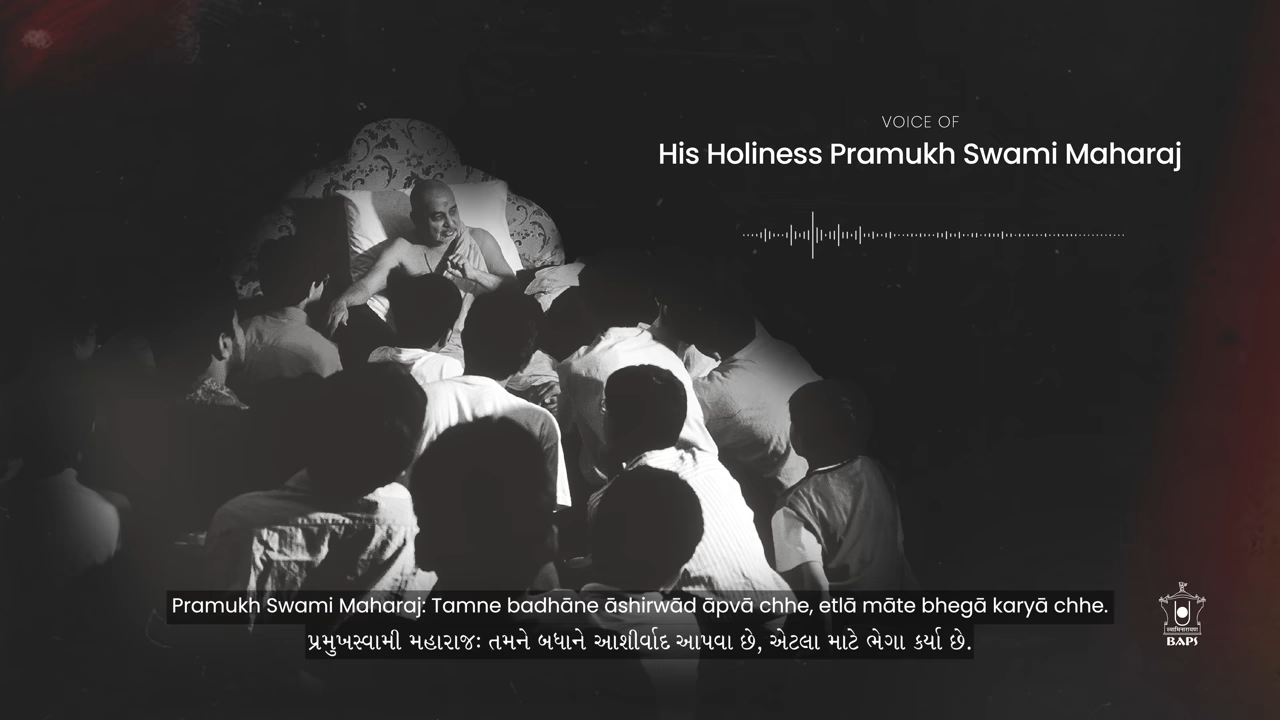 VOICE OF
His Holiness Pramukh Swami Maharaj
Pramukh Swami Maharaj: Tamne badhāne āshirwād āpvā chhe, etlā māte bhegā karyā chhe.
પ્રમુખસ્વામી મહારાજઃ તમને બધાને આશીર્વાદ આપવા છે, એટલા માટે ભેગા કર્યા છે.
સ્વામિનારાયણ
BAPS